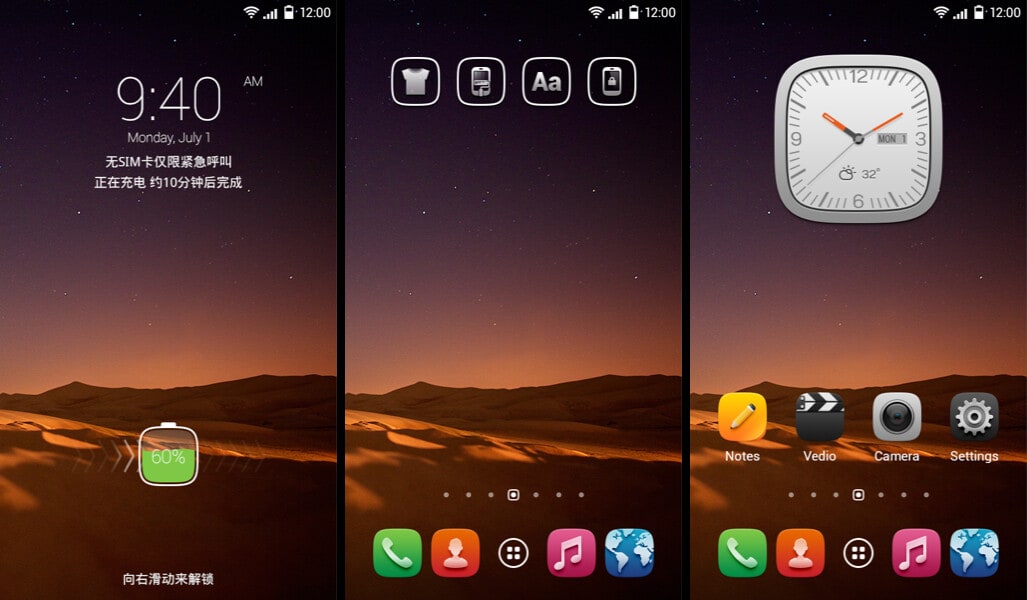 12:00
9:40 AM
Monday, July 1
无SIM卡仅限紧急呼叫
正在充电 约10分钟后完成
60%
向右滑动来解锁
12:00
Aa
12:00
12
9
MON 1
3
32°
6
Notes
Vedio
Camera
Settings